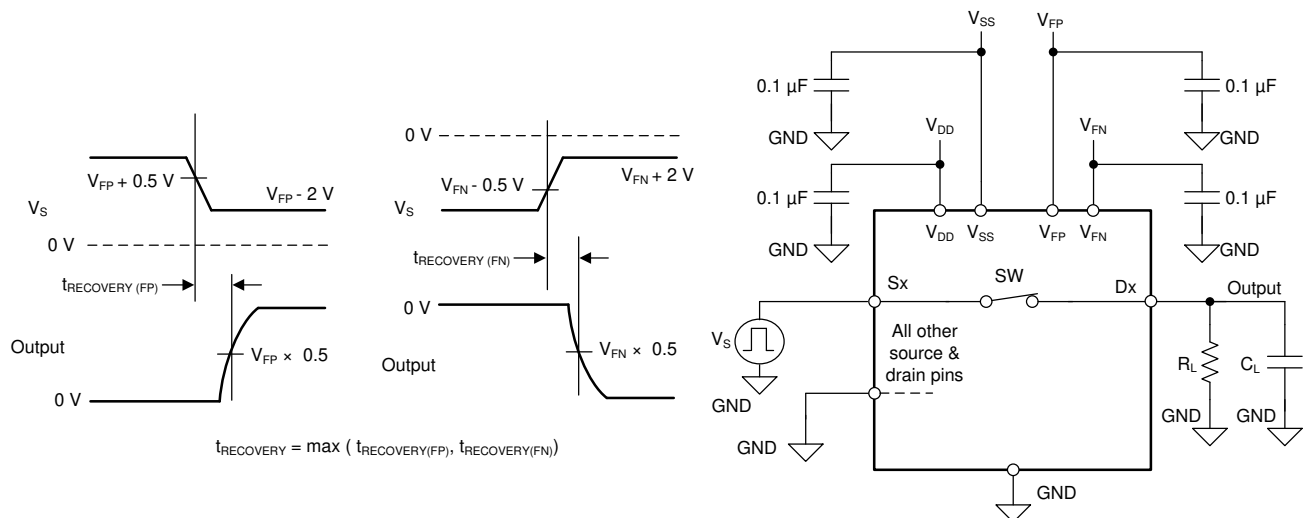 V_FP + 0.5 V
V_FP - 2 V
V_S
0 V
t_RECOVERY (FP)
Output
V_FP × 0.5
0 V
0 V
V_FN - 0.5 V
V_FN + 2 V
V_S
t_RECOVERY (FN)
0 V
V_FN × 0.5
Output
t_RECOVERY = max ( t_RECOVERY(FP), t_RECOVERY(FN))
V_SS
V_FP
0.1 µF
0.1 µF
GND
V_DD
V_FN
GND
0.1 µF
0.1 µF
GND
V_DD
V_SS
V_FP
V_FN
GND
Sx
SW
Dx
Output
V_S
GND
All other
source &
drain pins
R_L
C_L
GND
GND
GND
GND